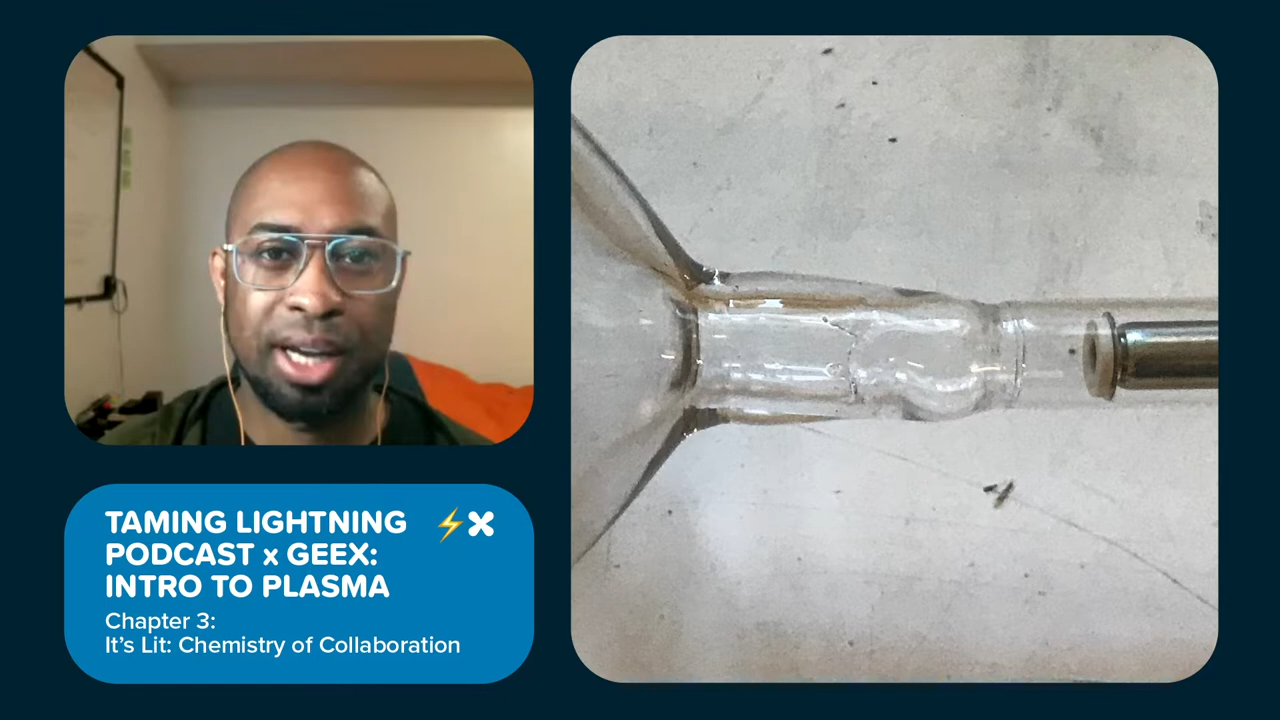 TAMING LIGHTNING ⚡✖
PODCAST x GEEX:
INTRO TO PLASMA
Chapter 3:
It’s Lit: Chemistry of Collaboration